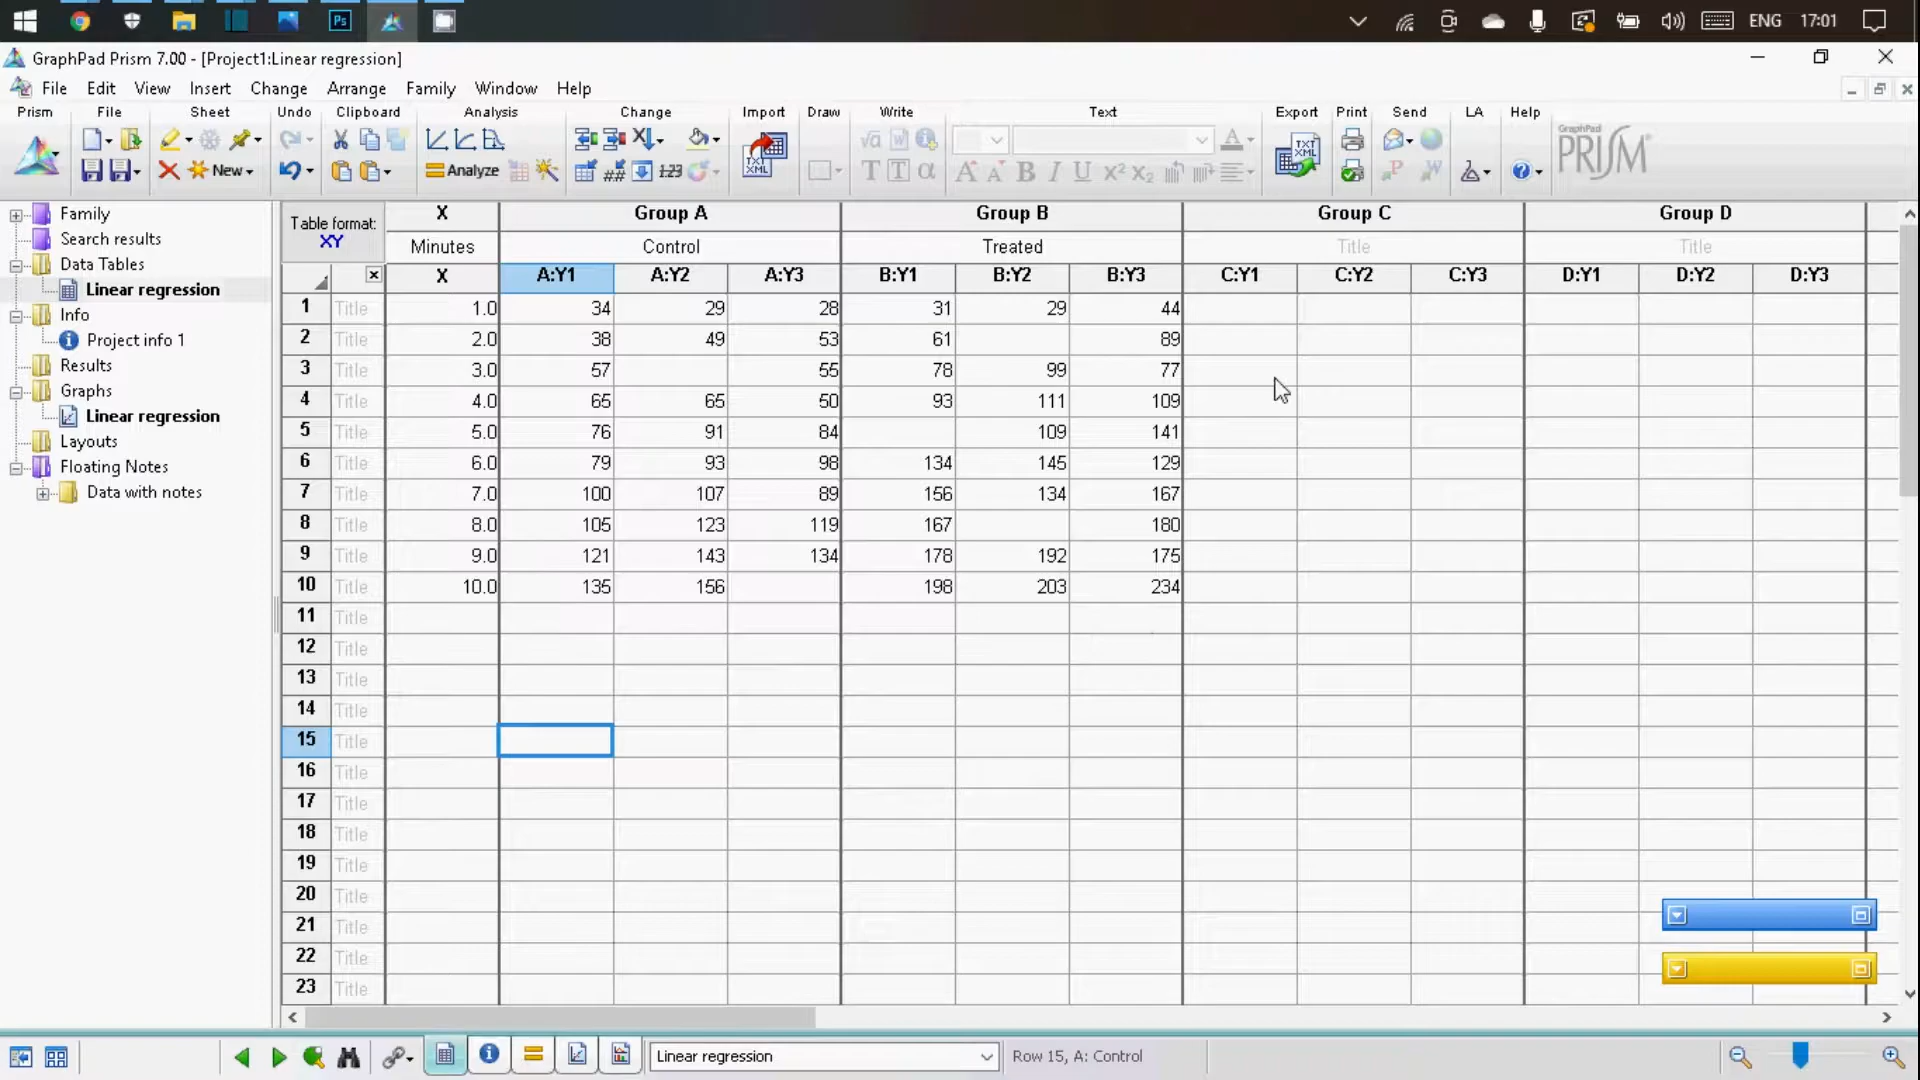 Ps
ENG 17:01
GraphPad Prism 7.00 - [Project1:Linear regression]
File Edit View Insert Change Arrange Family Window Help
Prism File Sheet Undo Clipboard Analysis Change Import Draw Write Text Export Print Send LA Help
New
Analyze
TXT XML
TXT XML
GraphPad
PRISM
Family
Search results
Data Tables
Linear regression
Info
Project info 1
Results
Graphs
Linear regression
Layouts
Floating Notes
Data with notes
Table format: X Group A Group B Group C Group D
XY Minutes Control Treated Title Title
X A:Y1 A:Y2 A:Y3 B:Y1 B:Y2 B:Y3 C:Y1 C:Y2 C:Y3 D:Y1 D:Y2 D:Y3
1 Title 1.0 34 29 28 31 29 44
2 Title 2.0 38 49 53 61 89
3 Title 3.0 57 55 78 99 77
4 Title 4.0 65 65 50 93 111 109
5 Title 5.0 76 91 84 109 141
6 Title 6.0 79 93 98 134 145 129
7 Title 7.0 100 107 89 156 134 167
8 Title 8.0 105 123 119 167 180
9 Title 9.0 121 143 134 178 192 175
10 Title 10.0 135 156 198 203 234
11 Title
12 Title
13 Title
14 Title
15 Title
16 Title
17 Title
18 Title
19 Title
20 Title
21 Title
22 Title
23 Title
Linear regression Row 15, A: Control